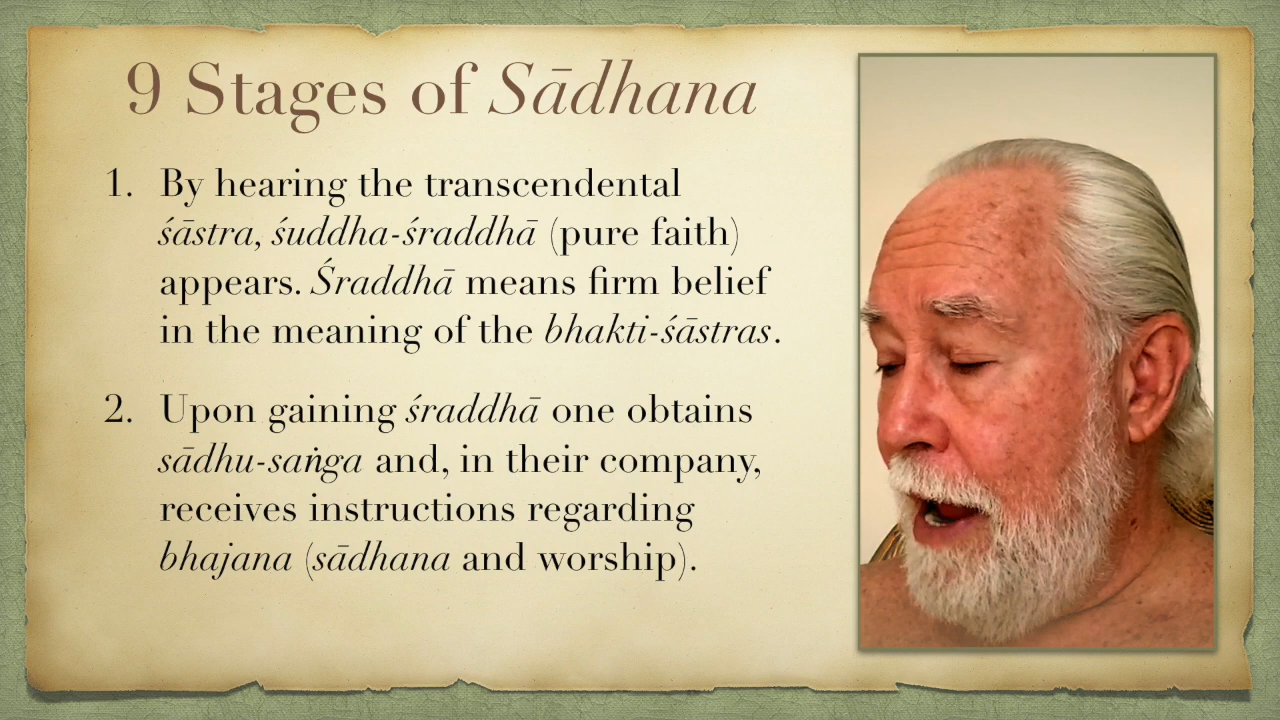 9 Stages of Sādhana
1. By hearing the transcendental
śāstra, śuddha-śraddhā (pure faith)
appears. Śraddhā means firm belief
in the meaning of the bhakti-śāstras.
2. Upon gaining śraddhā one obtains
sādhu-saṅga and, in their company,
receives instructions regarding
bhajana (sādhana and worship).